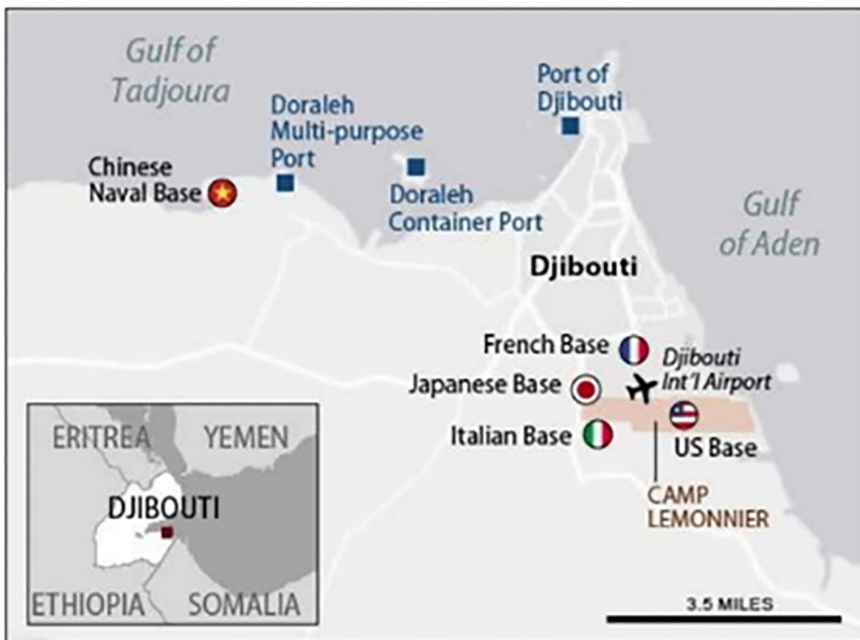 Gulf of
Tadjoura
Doraleh
Multi-purpose
Port
Port of
Djibouti
Chinese
Naval Base
Doraleh
Container Port
Gulf
of Aden
Djibouti
French Base
Djibouti
Int'l Airport
Japanese Base
Italian Base
US Base
CAMP
LEMONNIER
ERITREA
YEMEN
DJIBOUTI
ETHIOPIA
SOMALIA
3.5 MILES